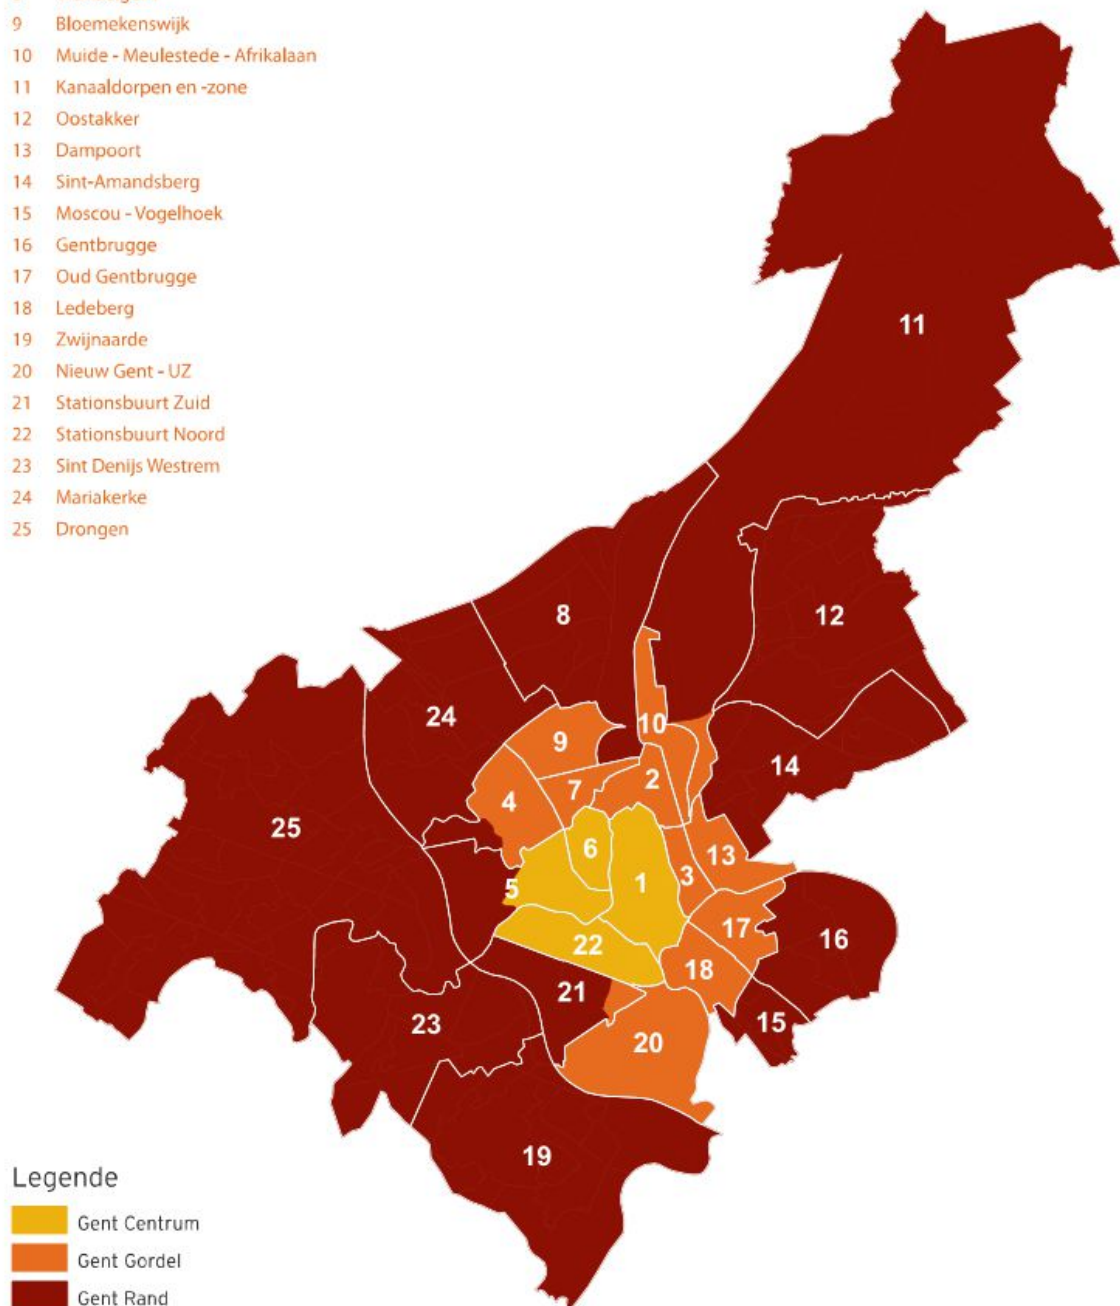 9 Bloemekenswijk
10 Muide - Meulestede - Afrikalaan
11 Kanaaldorpen en -zone
12 Oostakker
13 Dampoort
14 Sint-Amandsberg
15 Moscou - Vogelhoek
16 Gentbrugge
17 Oud Gentbrugge
18 Ledeberg
19 Zwijnaarde
20 Nieuw Gent - UZ
21 Stationsbuurt Zuid
22 Stationsbuurt Noord
23 Sint Denijs Westrem
24 Mariakerke
25 Drongen
11
8
12
24
10
9
14
2
7
4
25
6
13
3
1
5
17
16
22
18
21
15
23
20
19
Legende
Gent Centrum
Gent Gordel
Gent Rand